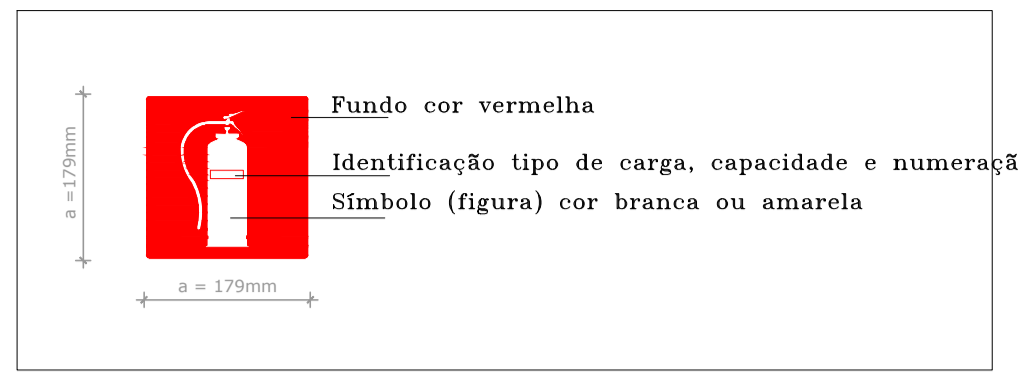 Fundo cor vermelha
Identificação tipo de carga, capacidade e numeraçã
Símbolo (figura) cor branca ou amarela
a =179mm
a = 179mm